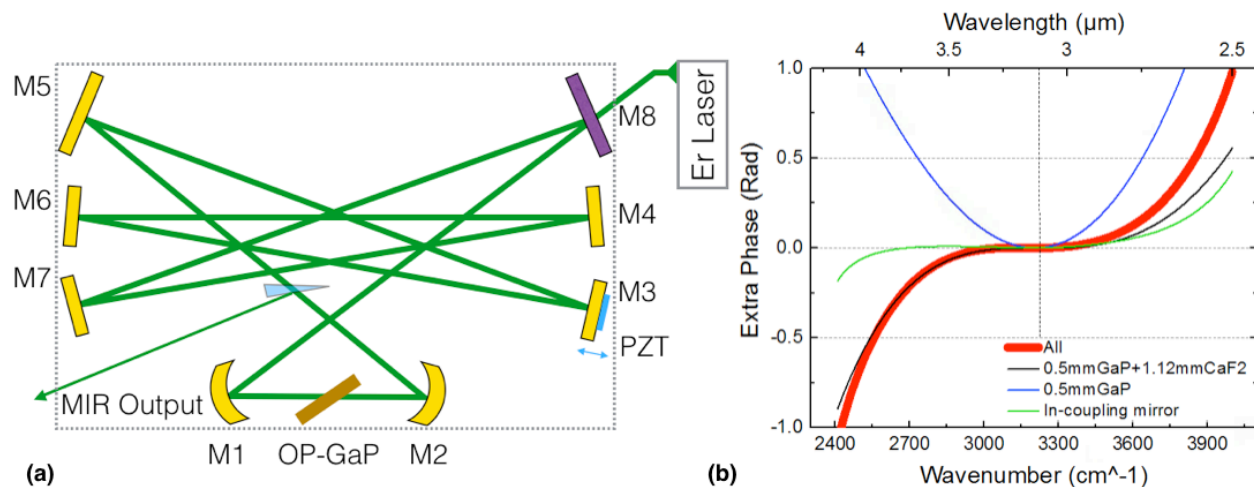 M5
M8
Er Laser
M6
M4
M7
M3
PZT
MIR Output
M1
OP-GaP
M2
(a)
(b)
Wavelength (µm)
4 3.5 3 2.5
Extra Phase (Rad)
1.0
0.5
0.0
-0.5
-1.0
All
0.5mmGaP+1.12mmCaF2
0.5mmGaP
In-coupling mirror
2400 2700 3000 3300 3600 3900
Wavenumber (cm^-1)